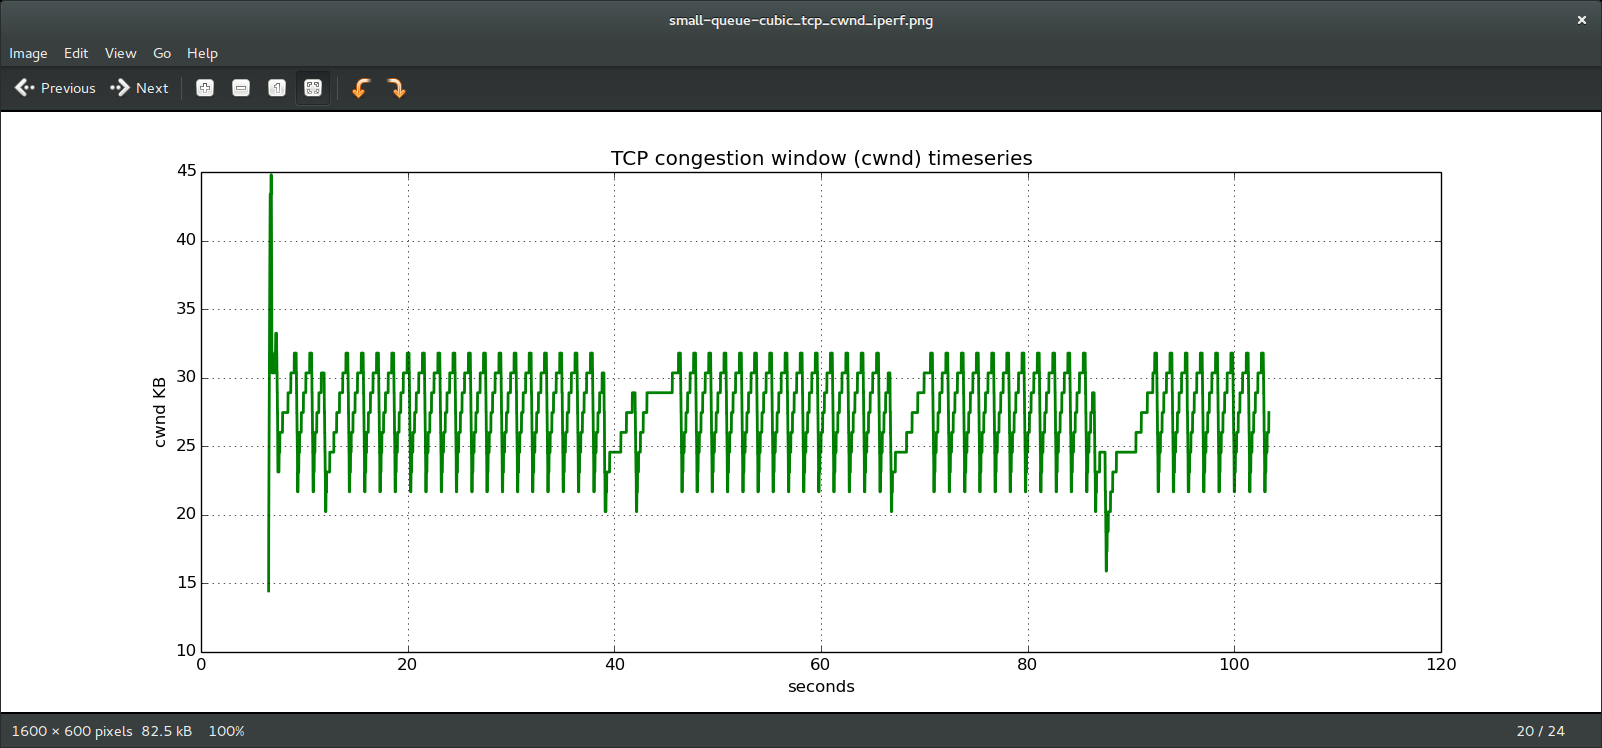 small-queue-cubic_tcp_cwnd_iperf.png
Image Edit View Go Help
Previous Next
TCP congestion window (cwnd) timeseries
45
40
35
30
25
20
15
10
cwnd KB
0 20 40 60 80 100 120
seconds
1600 × 600 pixels 82.5 kB 100% 20 / 24